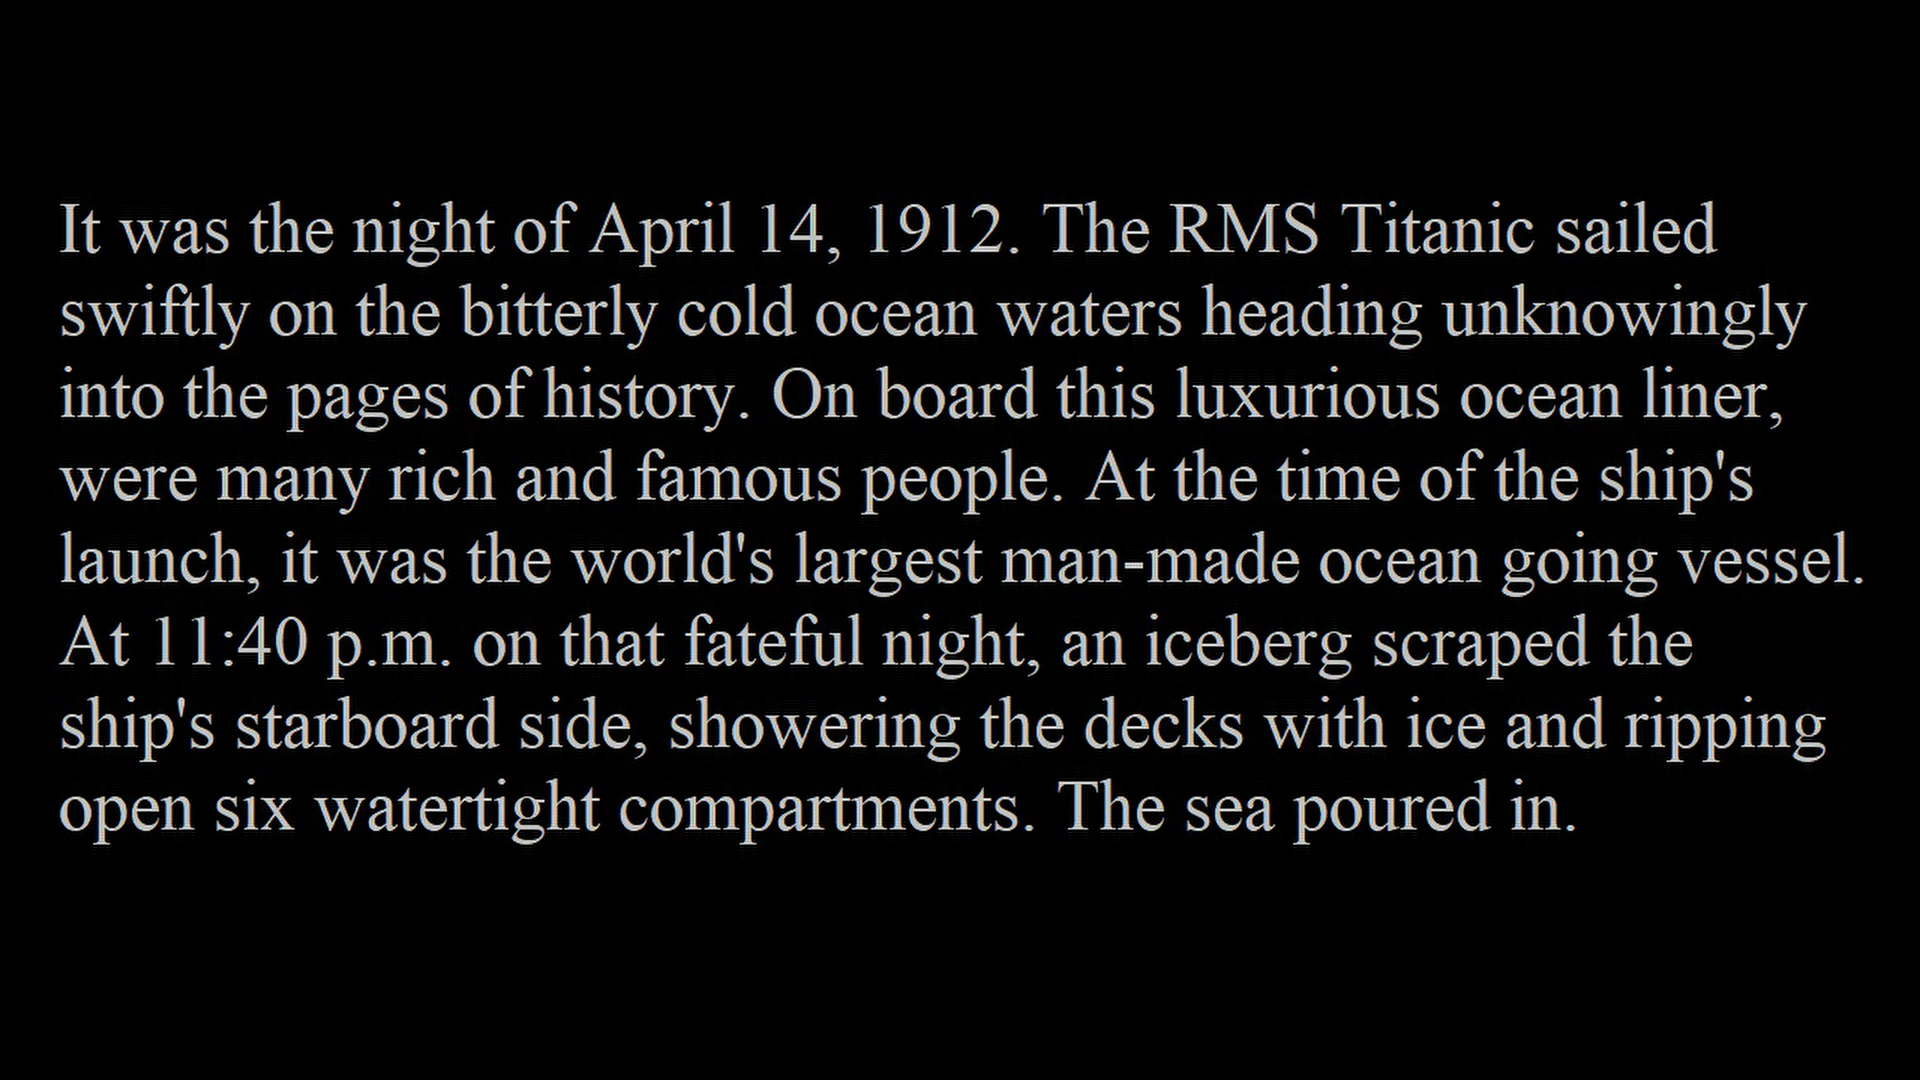 It was the night of April 14, 1912. The RMS Titanic sailed
swiftly on the bitterly cold ocean waters heading unknowingly
into the pages of history. On board this luxurious ocean liner,
were many rich and famous people. At the time of the ship's
launch, it was the world's largest man-made ocean going vessel.
At 11:40 p.m. on that fateful night, an iceberg scraped the
ship's starboard side, showering the decks with ice and ripping
open six watertight compartments. The sea poured in.